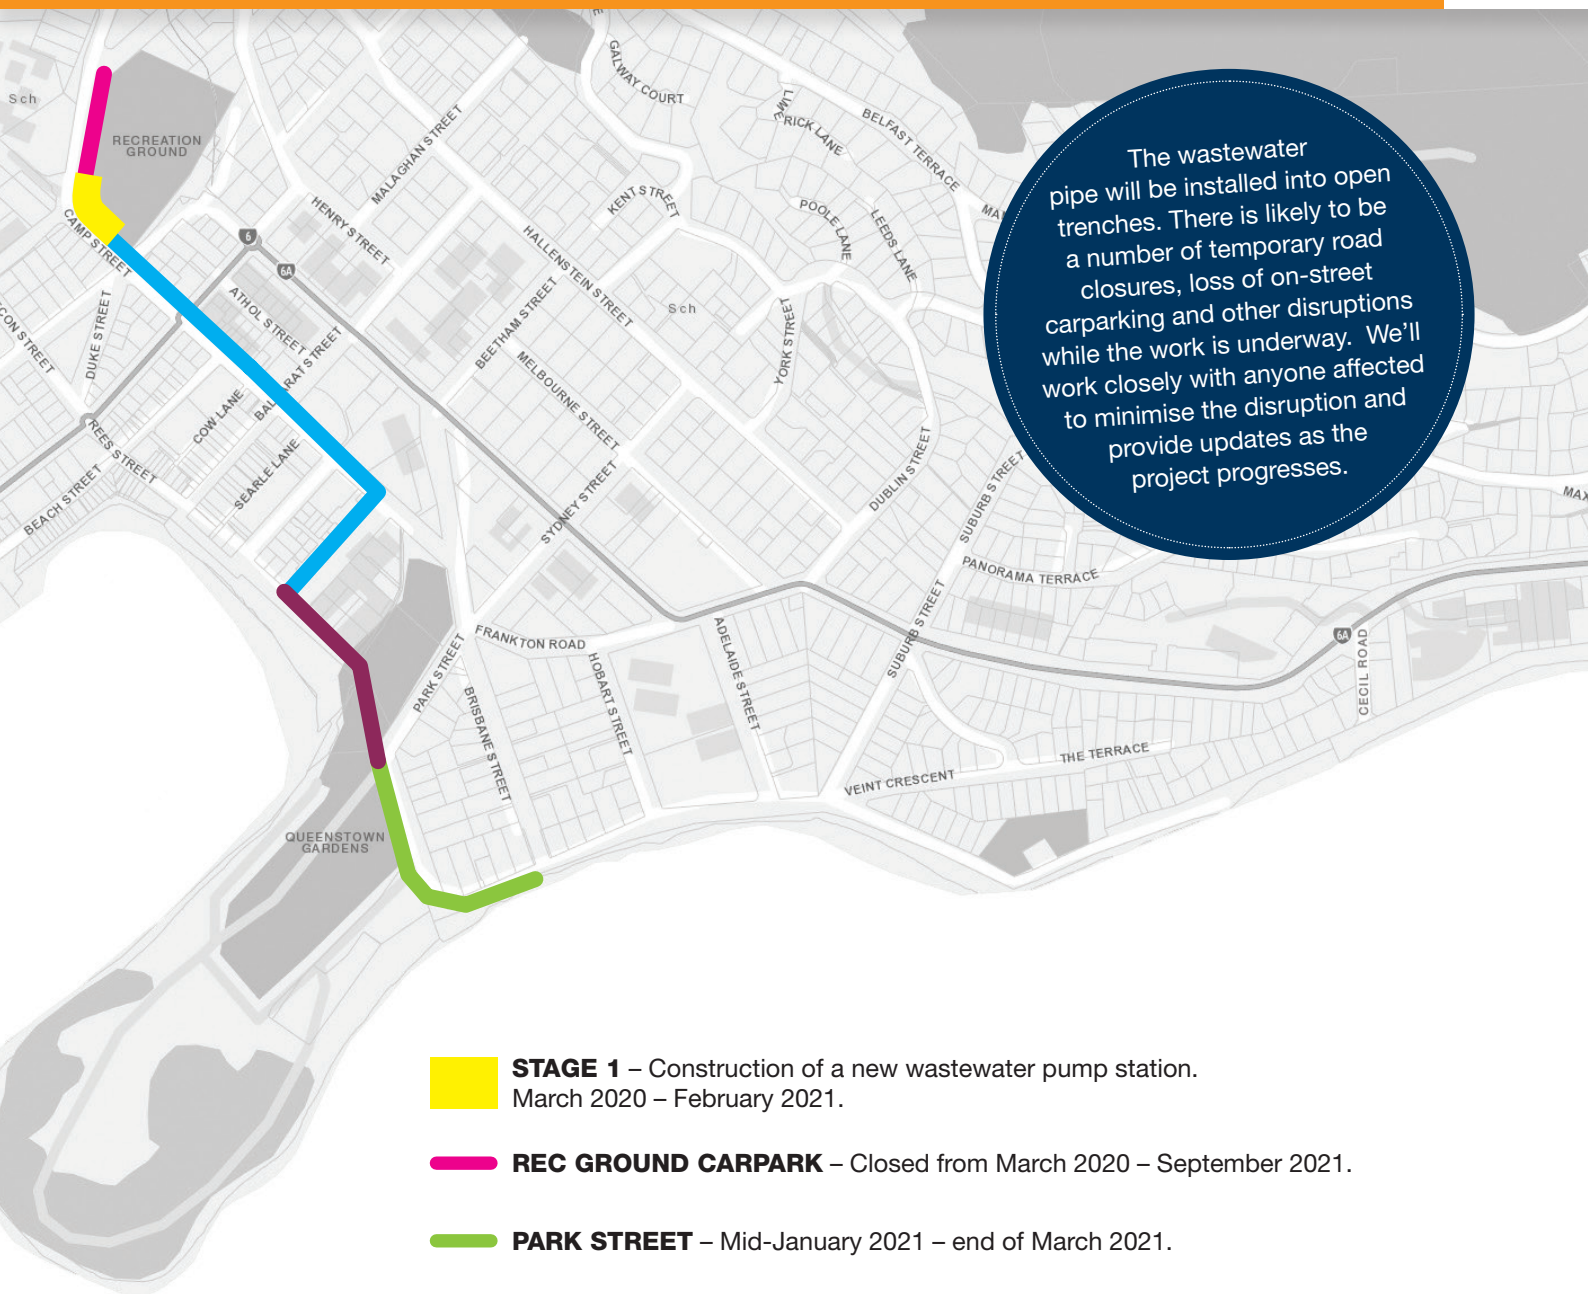 GALWAY COURT
LIMERICK LANE
BELFAST TERRACE
Sch
RECREATION
GROUND
MALAGHAN STREET
KENT STREET
POOLE LANE
LEEDS LANE
HENRY STREET
HALLENSTEIN STREET
CAMP STREET
6
6A
ATHOL STREET
DUKE STREET
BEETHAM STREET
Sch
YORK STREET
MELBOURNE STREET
COW LANE
REES STREET
SEARLE LANE
BEACH STREET
SYDNEY STREET
DUBLIN STREET
SUBURB STREET
PANORAMA TERRACE
The wastewater
pipe will be installed into open
trenches. There is likely to be
a number of temporary road
closures, loss of on-street
carparking and other disruptions
while the work is underway. We'll
work closely with anyone affected
to minimise the disruption and
provide updates as the
project progresses.
FRANKTON ROAD
PARK STREET
BRISBANE STREET
HOBART STREET
ADELAIDE STREET
SUBURB STREET
6A
CECIL ROAD
THE TERRACE
VEINT CRESCENT
QUEENSTOWN
GARDENS
STAGE 1 – Construction of a new wastewater pump station.
March 2020 – February 2021.
REC GROUND CARPARK – Closed from March 2020 – September 2021.
PARK STREET – Mid-January 2021 – end of March 2021.